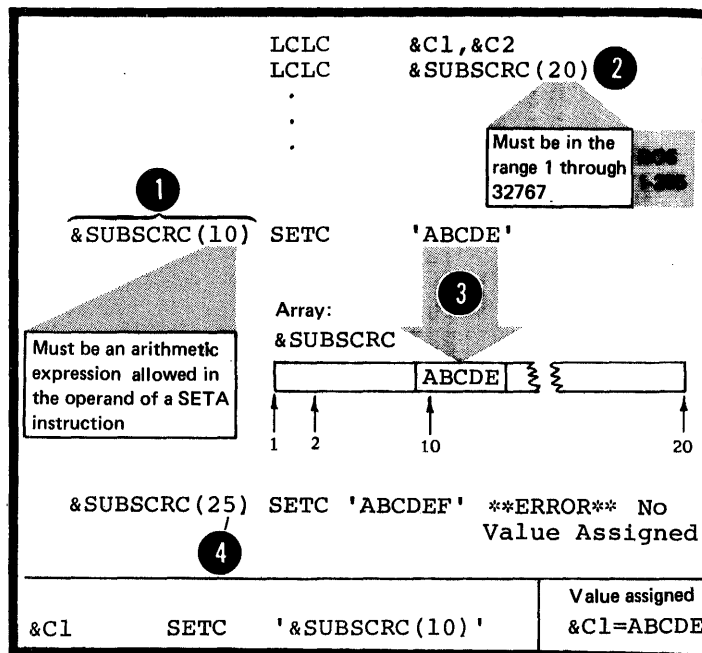 LCLC &C1,&C2
LCLC &SUBSCRC(20) 2
.
.
.
Must be in the
range 1 through
32767
DOS
1-255
1
&SUBSCRC(10) SETC 'ABCDE'
3
Array:
&SUBSCRC
Must be an arithmetic
expression allowed in
the operand of a SETA
instruction
ABCDE
1 2 10 20
&SUBSCRC(25) SETC 'ABCDEF' **ERROR** No
Value Assigned
4
Value assigned
&C1 SETC '&SUBSCRC(10)' &C1=ABCDE